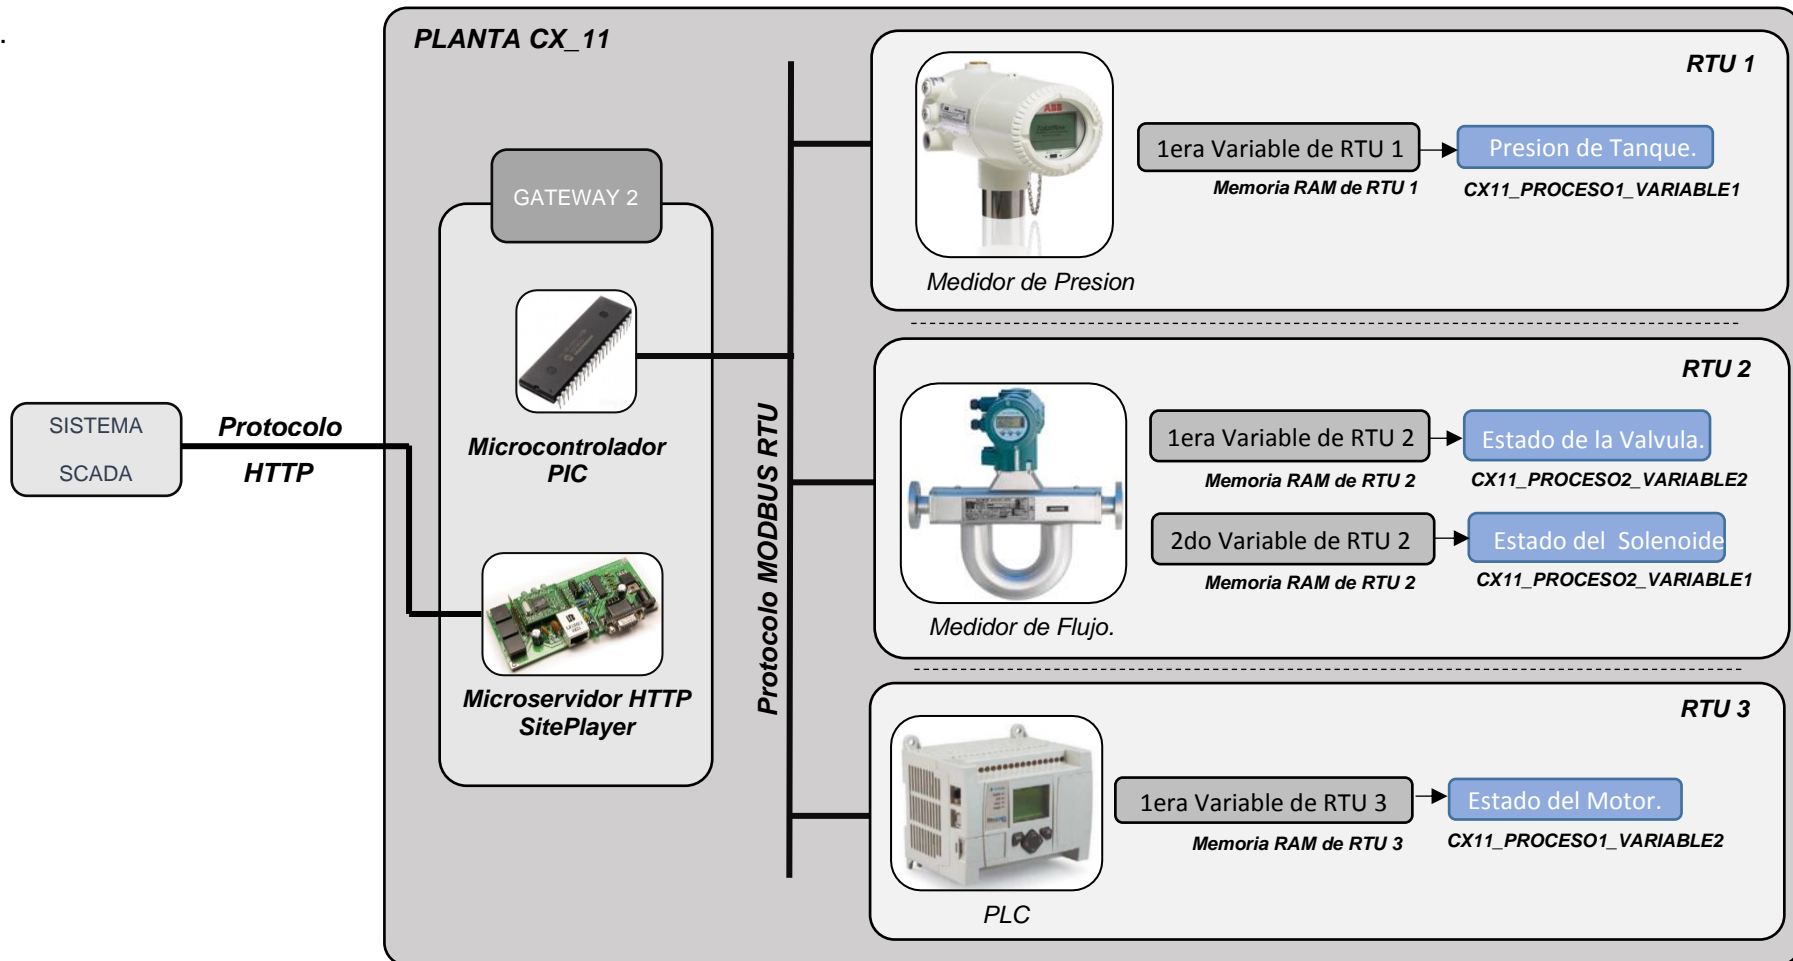 .
PLANTA CX_11
RTU 1
ABB
1era Variable de RTU 1
Presion de Tanque.
Memoria RAM de RTU 1
CX11_PROCESO1_VARIABLE1
Medidor de Presion
GATEWAY 2
Microcontrolador
PIC
Microservidor HTTP
SitePlayer
SISTEMA
SCADA
Protocolo
HTTP
Protocolo MODBUS RTU
RTU 2
1era Variable de RTU 2
Estado de la Valvula.
Memoria RAM de RTU 2
CX11_PROCESO2_VARIABLE2
2do Variable de RTU 2
Estado del  Solenoide
Memoria RAM de RTU 2
CX11_PROCESO2_VARIABLE1
Medidor de Flujo.
RTU 3
1era Variable de RTU 3
Estado del Motor.
Memoria RAM de RTU 3
CX11_PROCESO1_VARIABLE2
PLC